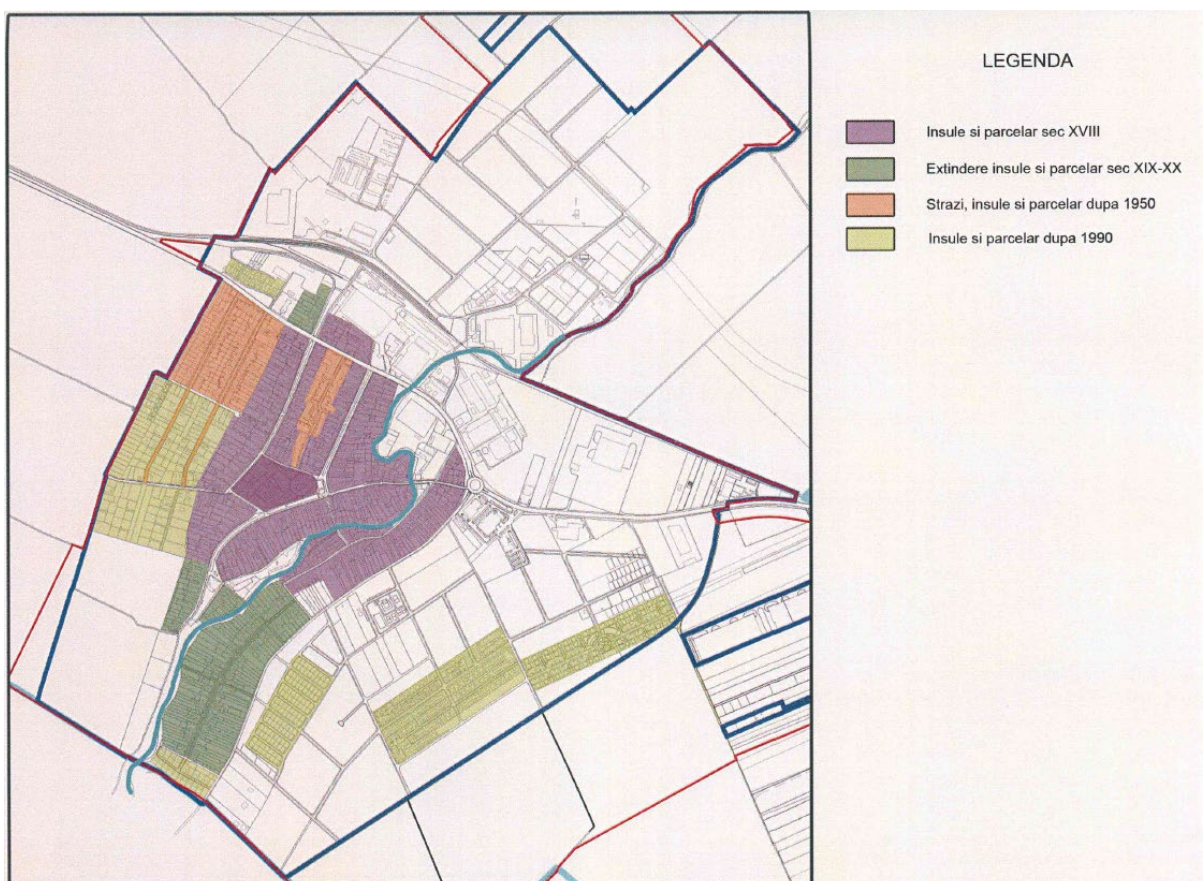 LEGENDA
Insule si parcelar sec XVIII
Extindere insule si parcelar sec XIX-XX
Strazi, insule si parcelar dupa 1950
Insule si parcelar dupa 1990